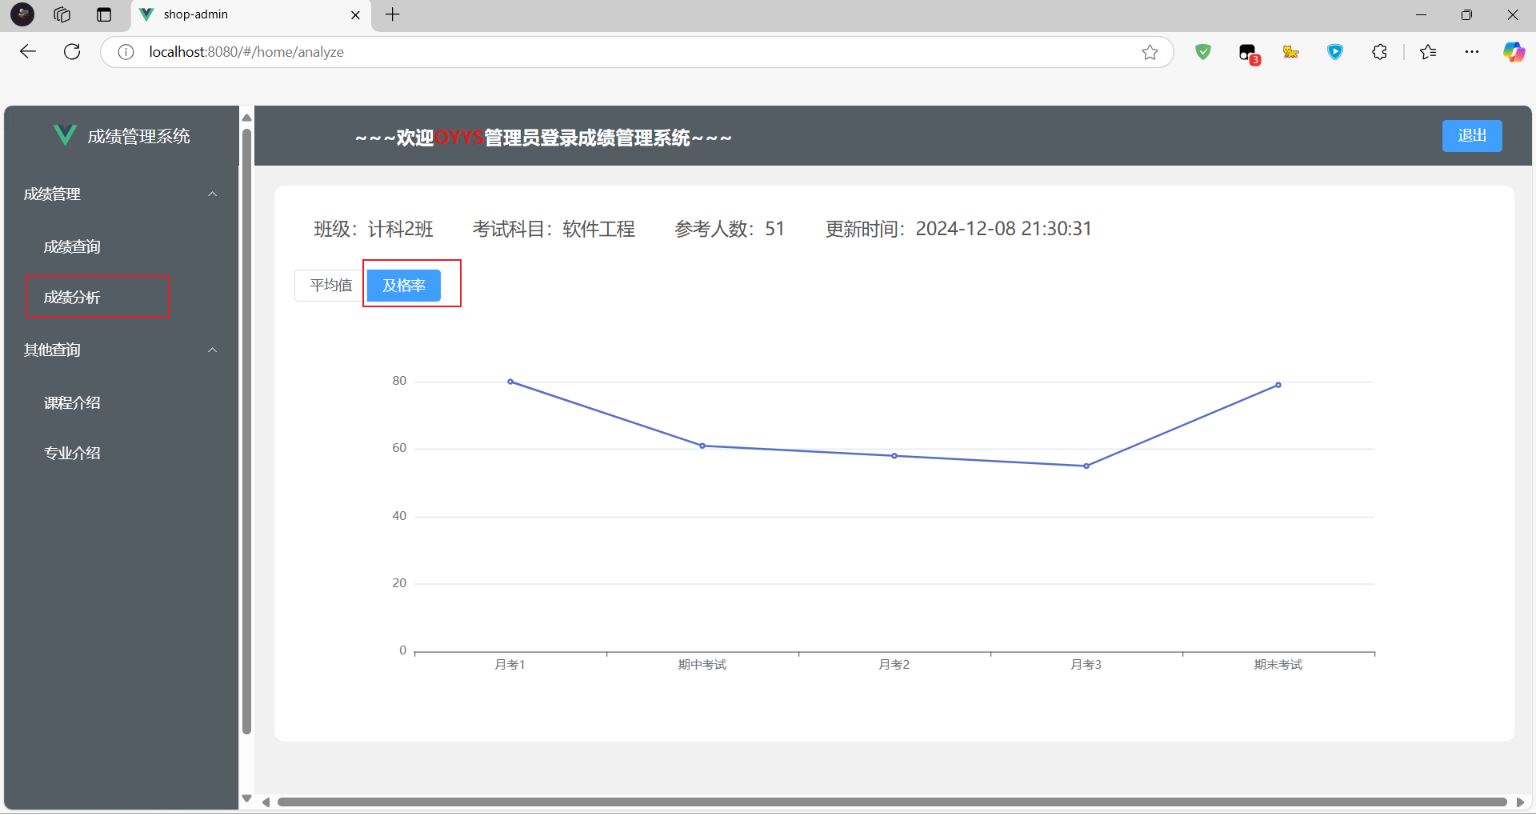 shop-admin
localhost:8080/#/home/analyze
3
成绩管理系统
~~~欢迎OYYS管理员登录成绩管理系统~~~
退出
成绩管理
成绩查询
成绩分析
其他查询
课程介绍
专业介绍
班级：计科2班 考试科目：软件工程 参考人数：51 更新时间：2024-12-08 21:30:31
平均值 及格率
80
60
40
20
0
月考1 期中考试 月考2 月考3 期末考试